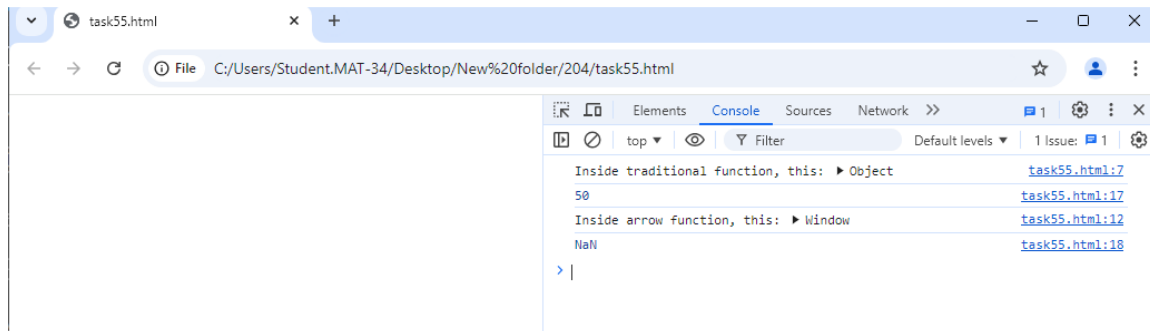 task55.html
File C:/Users/Student.MAT-34/Desktop/New%20folder/204/task55.html
Elements Console Sources Network 1
top Filter Default levels 1 Issue: 1
Inside traditional function, this: Object task55.html:7
50 task55.html:17
Inside arrow function, this: Window task55.html:12
NaN task55.html:18